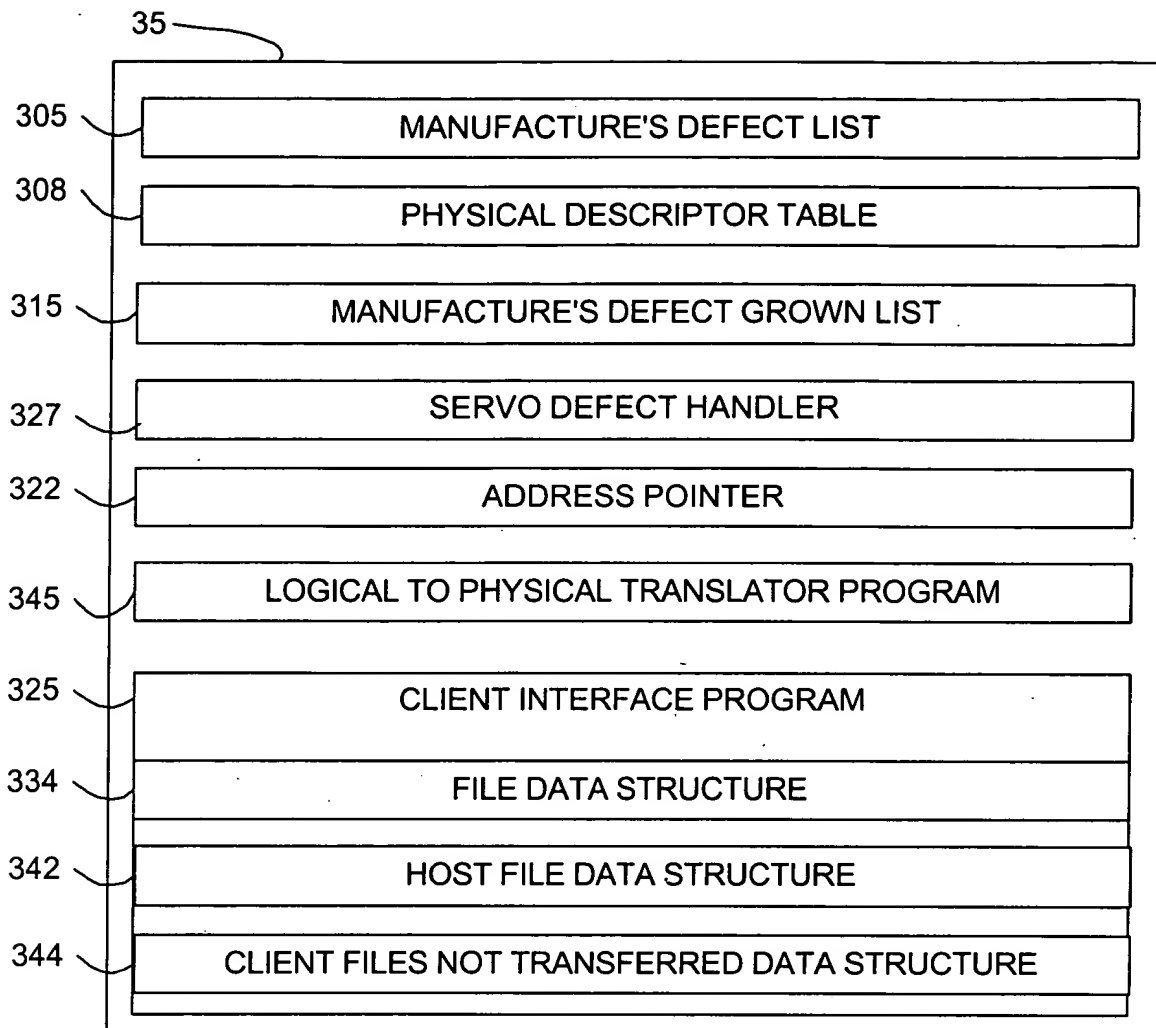 35
305 MANUFACTURE'S DEFECT LIST
308 PHYSICAL DESCRIPTOR TABLE
315 MANUFACTURE'S DEFECT GROWN LIST
327 SERVO DEFECT HANDLER
322 ADDRESS POINTER
345 LOGICAL TO PHYSICAL TRANSLATOR PROGRAM
325 CLIENT INTERFACE PROGRAM
334 FILE DATA STRUCTURE
342 HOST FILE DATA STRUCTURE
344 CLIENT FILES NOT TRANSFERRED DATA STRUCTURE